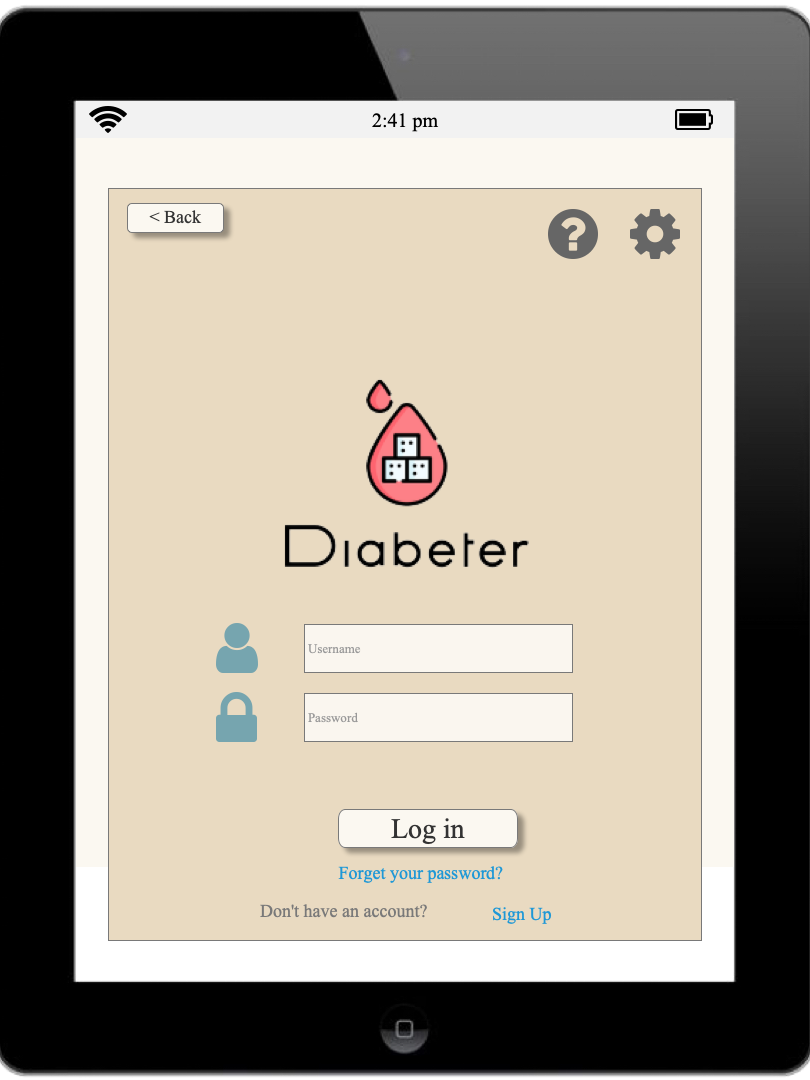 2:41 pm
< Back
Diabeter
Username
Password
Log in
Forget your password?
Don't have an account? Sign Up